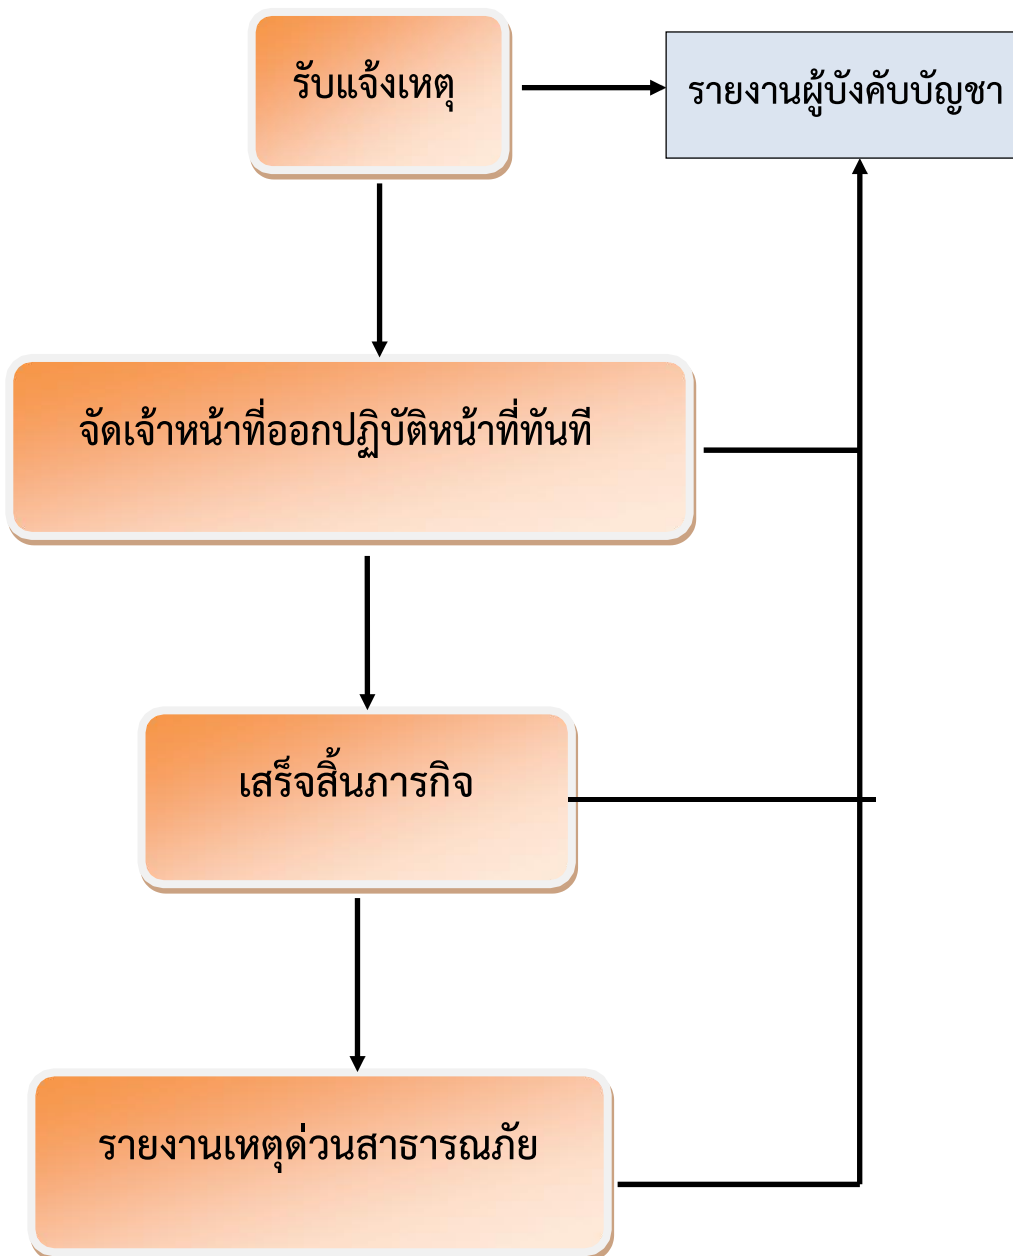 รับแจ้งเหตุ
รายงานผู้บังคับบัญชา
จัดเจ้าหน้าที่ออกปฏิบัติหน้าที่ทันที
เสร็จสิ้นภารกิจ
รายงานเหตุด่วนสาธารณภัย